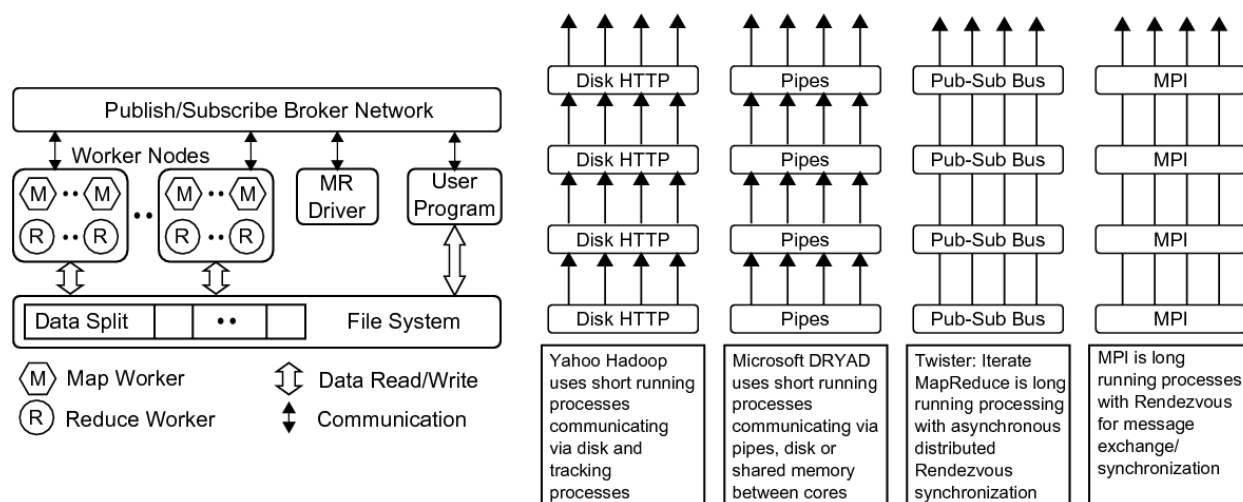 Publish/Subscribe Broker Network
Worker Nodes
M •• M
M •• M
R •• R
R •• R
••
MR
Driver
User
Program
Data Split
••
File System
M Map Worker
Data Read/Write
R Reduce Worker
Communication
Disk HTTP
Disk HTTP
Disk HTTP
Disk HTTP
Yahoo Hadoop
uses short running
processes
communicating
via disk and
tracking
processes
Pipes
Pipes
Pipes
Pipes
Microsoft DRYAD
uses short running
processes
communicating via
pipes, disk or
shared memory
between cores
Pub-Sub Bus
Pub-Sub Bus
Pub-Sub Bus
Pub-Sub Bus
Twister: Iterate
MapReduce is long
running processing
with asynchronous
distributed
Rendezvous
synchronization
MPI
MPI
MPI
MPI
MPI is long
running processes
with Rendezvous
for message
exchange/
synchronization